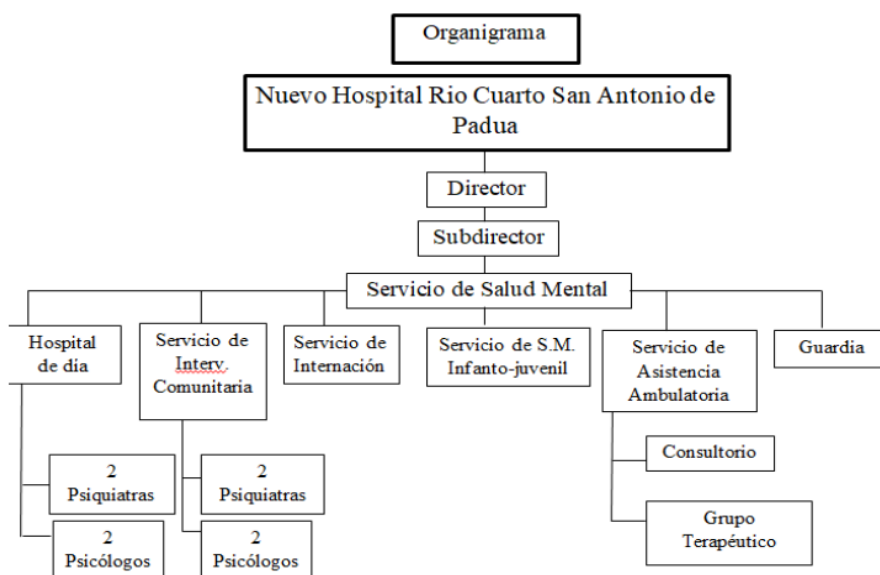 Organigrama
Nuevo Hospital Rio Cuarto San Antonio de
Padua
Director
Subdirector
Servicio de Salud Mental
Hospital
de día
Servicio de
Interv.
Comunitaria
Servicio de
Internación
Servicio de S.M.
Infanto-juvenil
Servicio de
Asistencia
Ambulatoria
Guardia
2
Psiquiatras
2
Psicólogos
2
Psiquiatras
2
Psicólogos
Consultorio
Grupo
Terapéutico